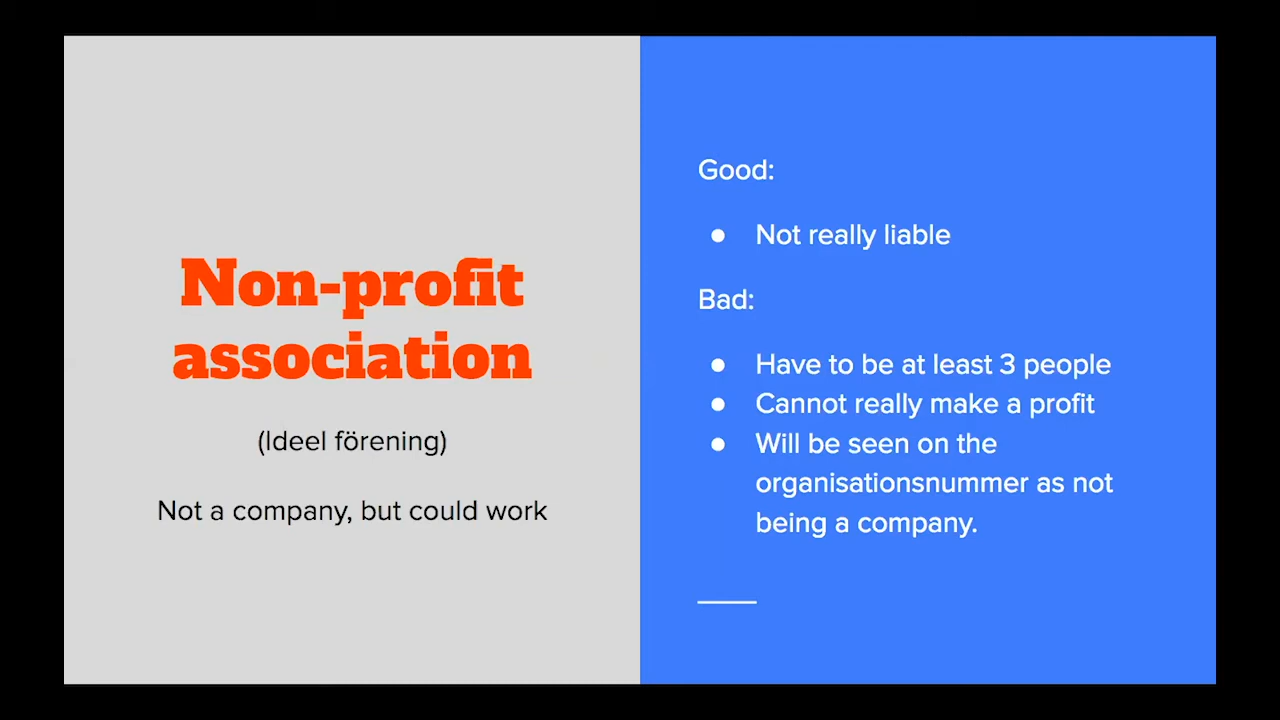 Non-profit
association
(Ideel förening)
Not a company, but could work
Good:
● Not really liable
Bad:
● Have to be at least 3 people
● Cannot really make a profit
● Will be seen on the
organisationsnummer as not
being a company.